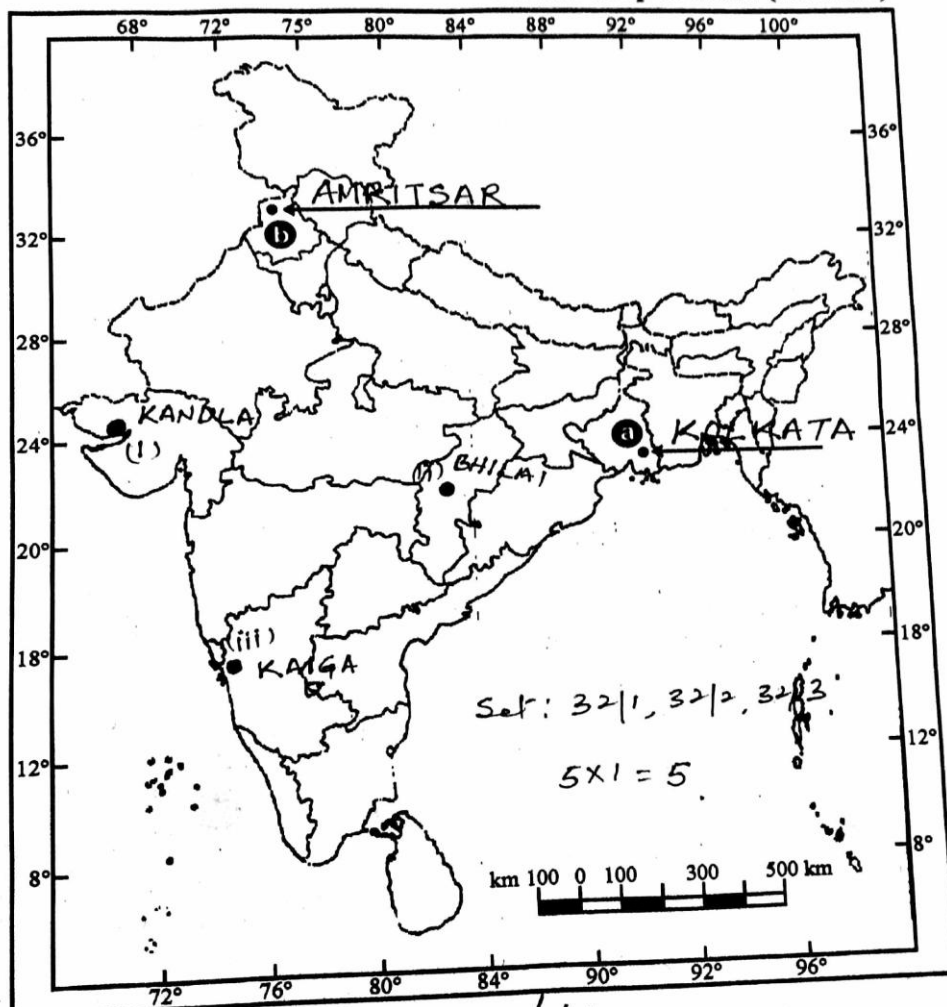 68° 72° 75° 80° 84° 88° 92° 96° 100°
36° 36°
AMRITSAR
b
32° 32°
28° 28°
KANDLA
(i)
24° 24°
a KOLKATA
(ii) BHILAI
20° 20°
(iii)
KAIGA
18° 18°
Set: 32/1, 32/2, 32/3
12° 12°
5×1 = 5
8° 8°
km 100 0 100 300 500 km
72° 76° 80° 84° 90° 92° 96°